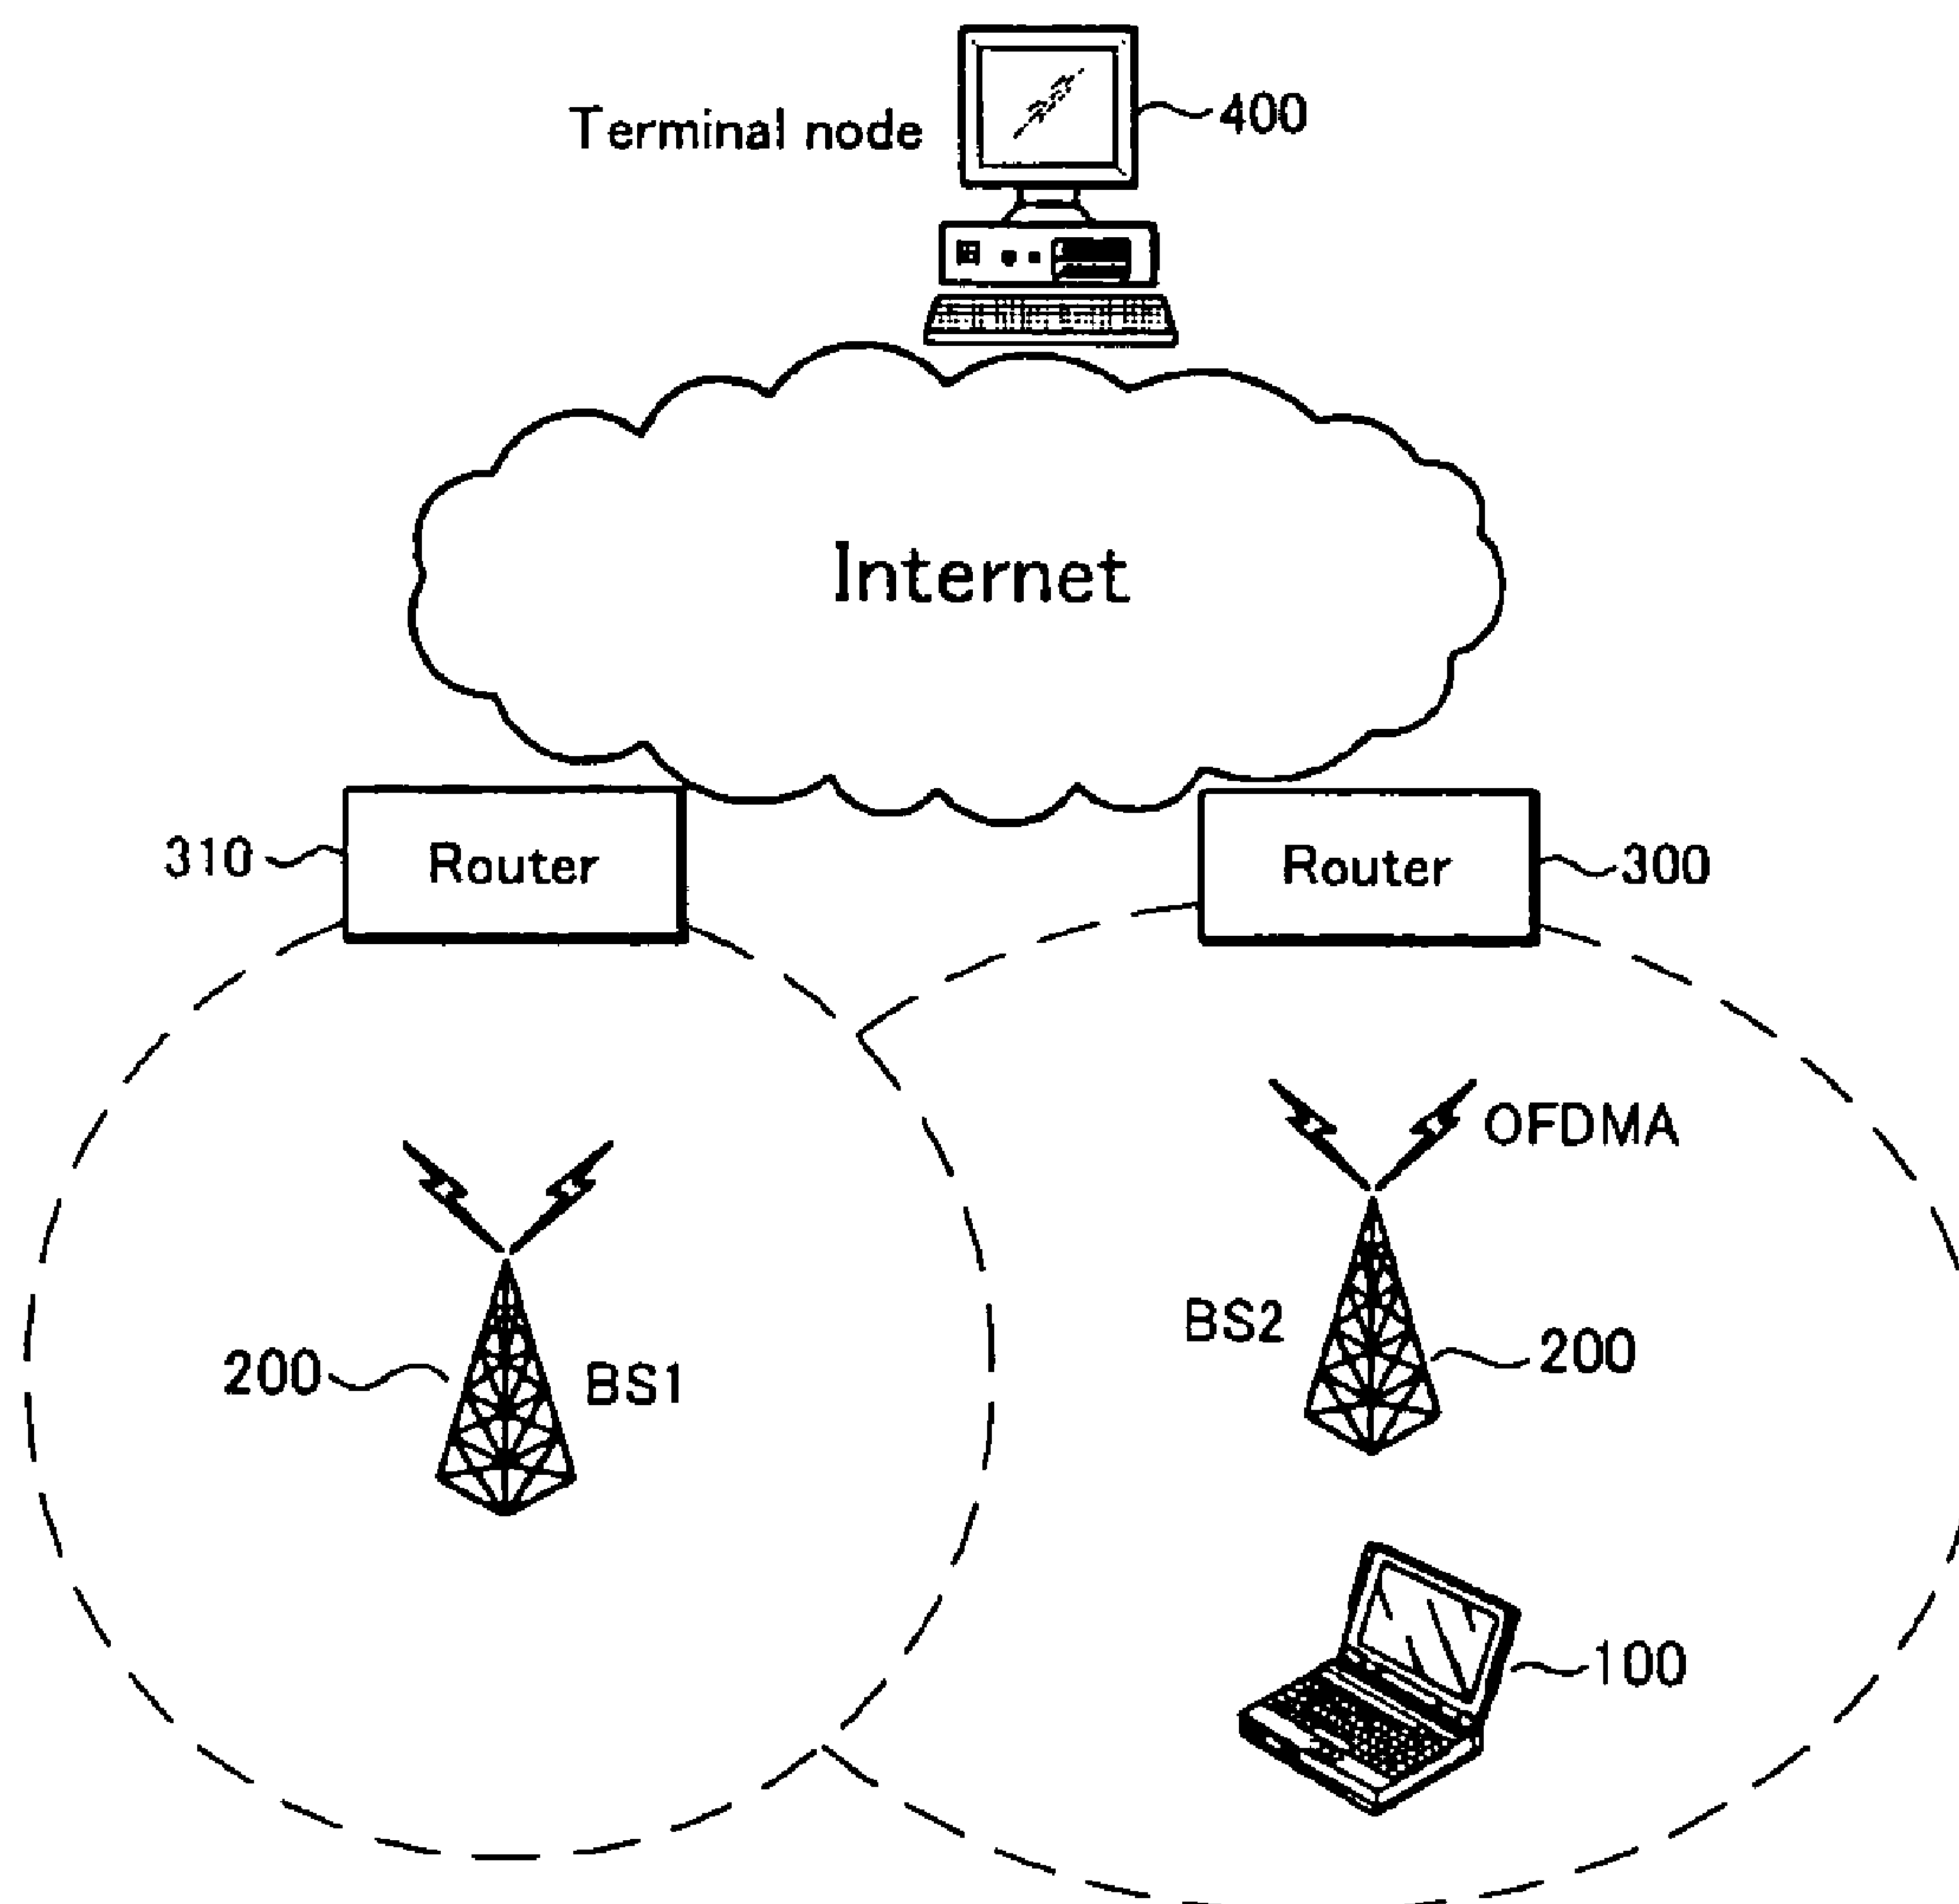 Terminal node
400
Internet
310
Router
Router
300
OFDMA
BS2
200
200
BS1
100